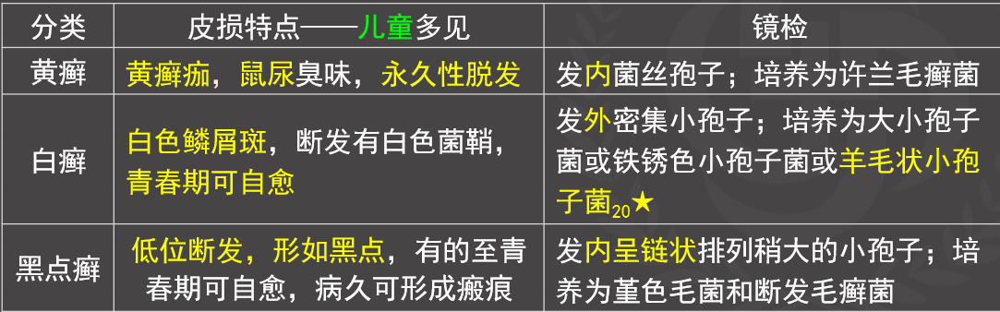 分类
皮损特点——儿童多见
镜检
黄癣
黄癣痂，鼠尿臭味，永久性脱发
发内菌丝孢子；培养为许兰毛癣菌
白癣
白色鳞屑斑，断发有白色菌鞘，
青春期可自愈
发外密集小孢子；培养为大小孢子
菌或铁锈色小孢子菌或羊毛状小孢
子菌20★
黑点癣
低位断发，形如黑点，有的至青
春期可自愈，病久可形成瘢痕
发内呈链状排列稍大的小孢子；培
养为堇色毛菌和断发毛癣菌